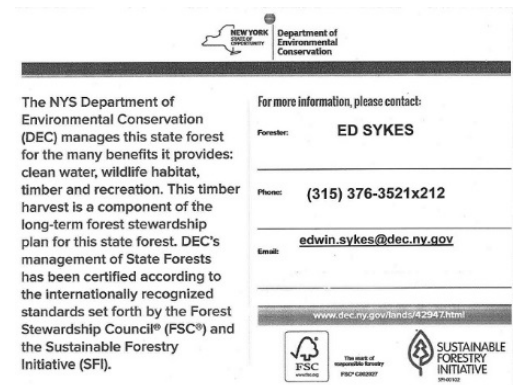 NEW YORK
STATE OF
OPPORTUNITY
Department of
Environmental
Conservation
The NYS Department of
Environmental Conservation
(DEC) manages this state forest
for the many benefits it provides:
clean water, wildlife habitat,
timber and recreation. This timber
harvest is a component of the
long-term forest stewardship
plan for this state forest. DEC's
management of State Forests
has been certified according to
the internationally recognized
standards set forth by the Forest
Stewardship Council® (FSC®) and
the Sustainable Forestry
Initiative (SFI).
For more information, please contact:
Forester: ED SYKES
Phone: (315) 376-3521x212
Email: edwin.sykes@dec.ny.gov
www.dec.ny.gov/lands/42947.html
FSC
www.fsc.org
The mark of
responsible forestry
FSC® C002027
SUSTAINABLE
FORESTRY
INITIATIVE